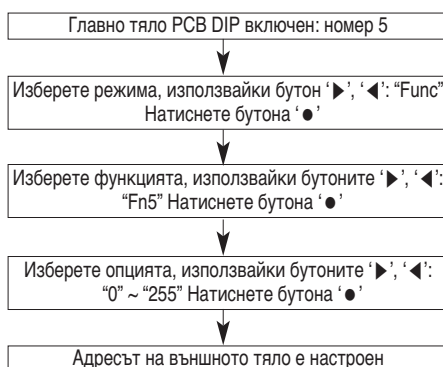 Главно тяло PCB DIP включен: номер 5
Изберете режима, използвайки бутон ‘▶’, ‘◀’: “Func”
Натиснете бутона ‘●’
Изберете функцията, използвайки бутоните ‘▶’, ‘◀’:
“Fn5” Натиснете бутона ‘●’
Изберете опцията, използвайки бутоните ‘▶’, ‘◀’:
“0” ~ “255” Натиснете бутона ‘●’
Адресът на външното тяло е настроен